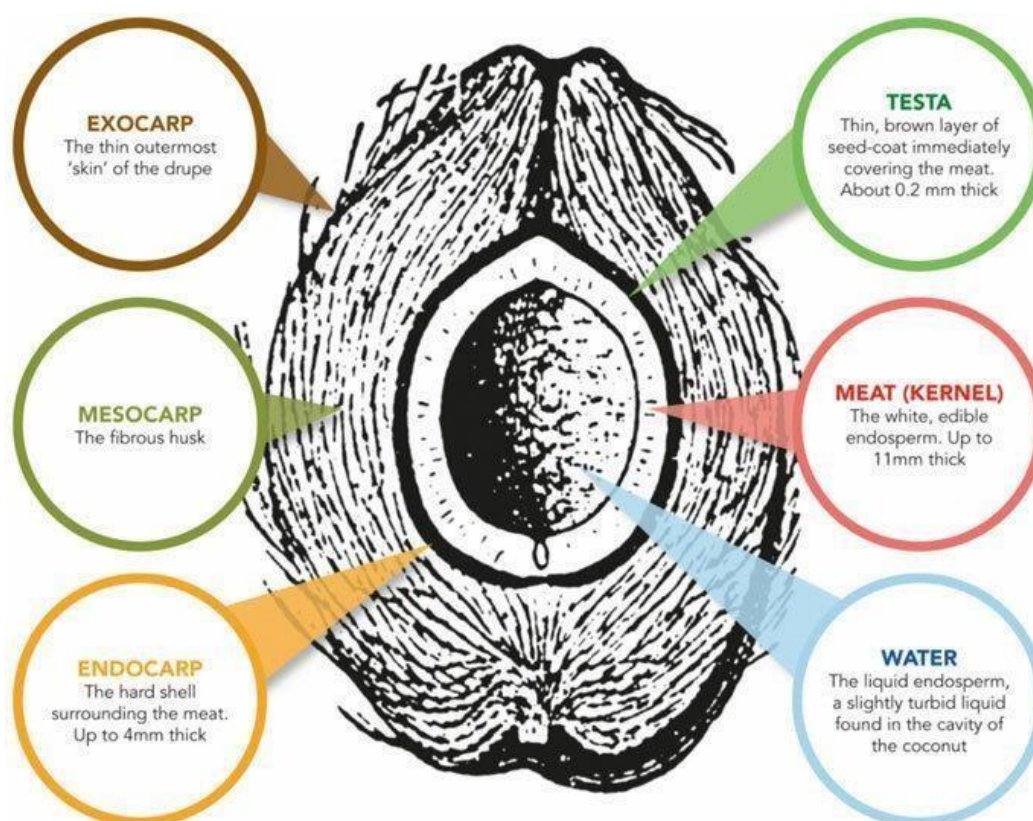 EXOCARP
The thin outermost
‘skin’ of the drupe
TESTA
Thin, brown layer of
seed-coat immediately
covering the meat.
About 0.2 mm thick
MESOCARP
The fibrous husk
MEAT (KERNEL)
The white, edible
endosperm. Up to
11mm thick
ENDOCARP
The hard shell
surrounding the meat.
Up to 4mm thick
WATER
The liquid endosperm,
a slightly turbid liquid
found in the cavity of
the coconut